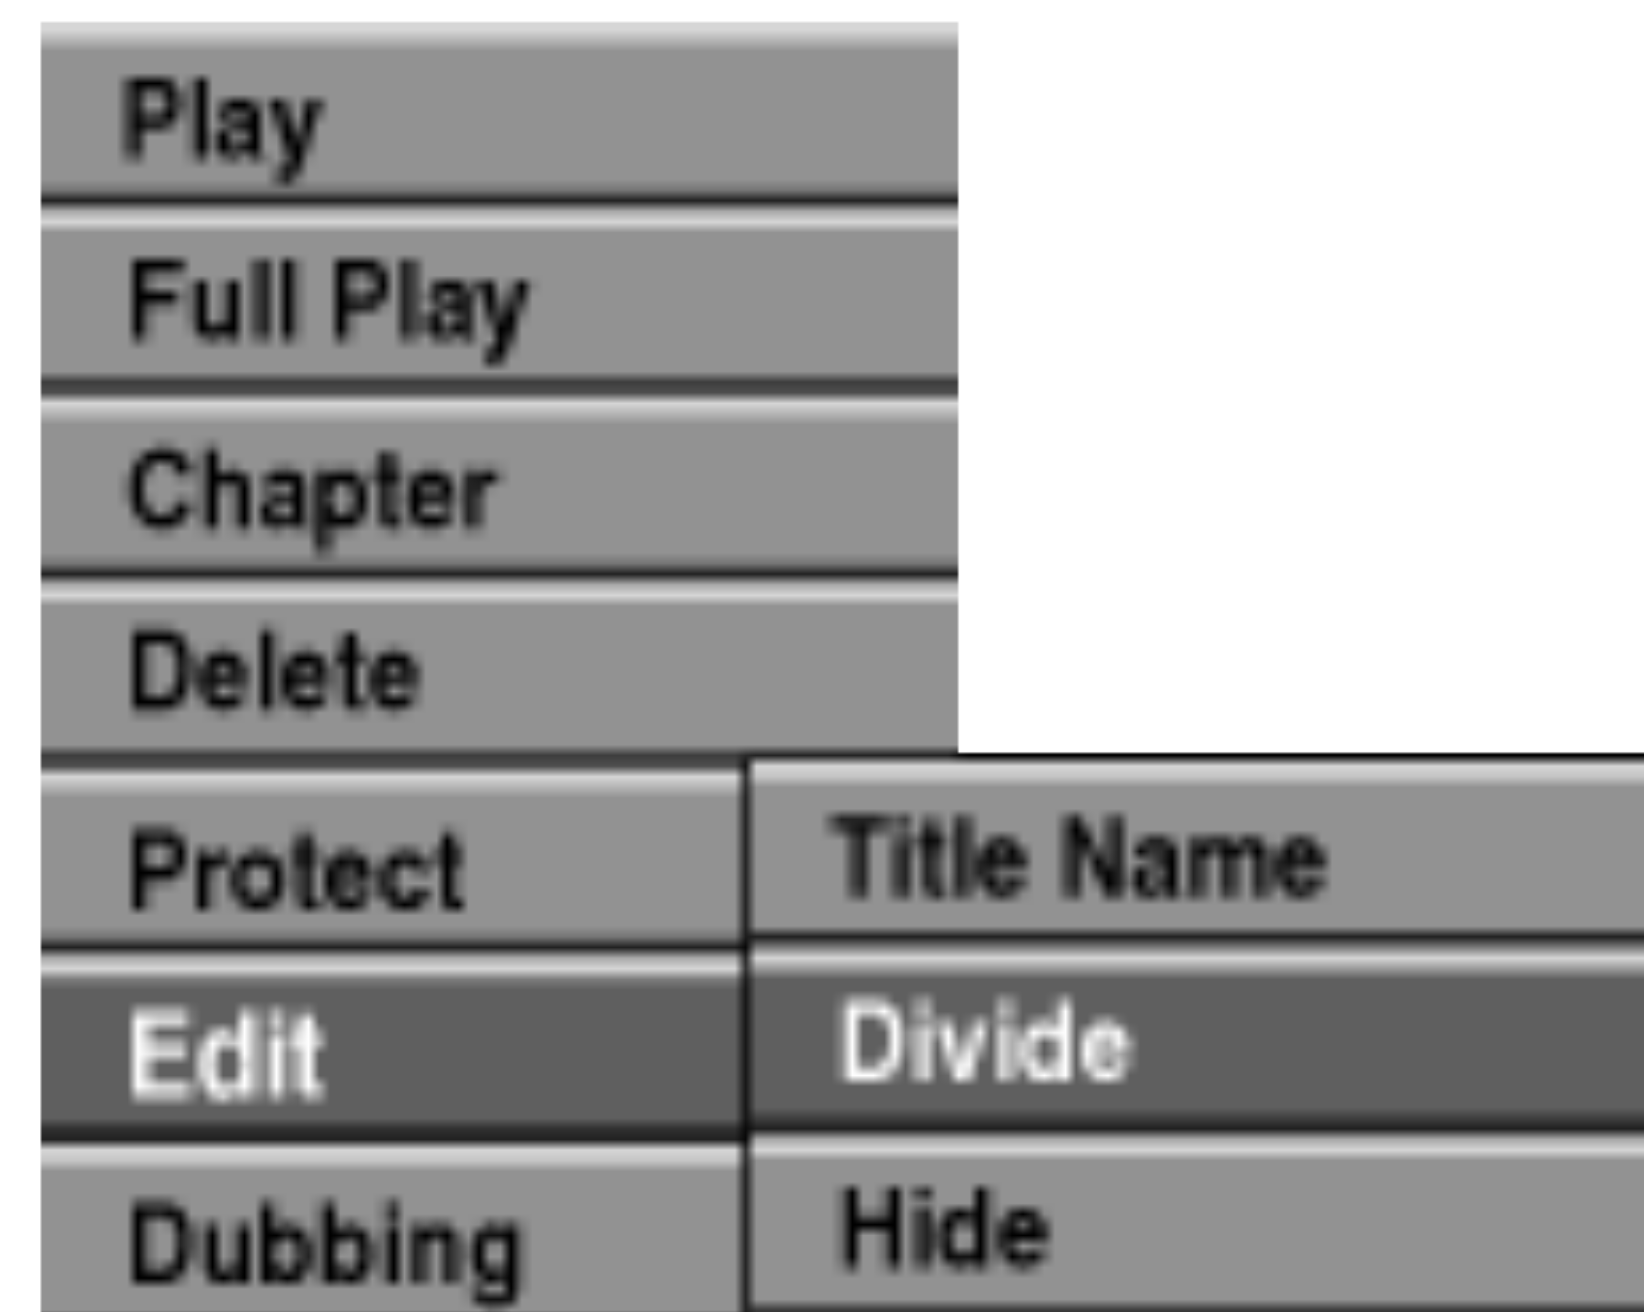 Play
Full Play
Chapter
Delete
Protect
Title Name
Edit
Divide
Dubbing
Hide